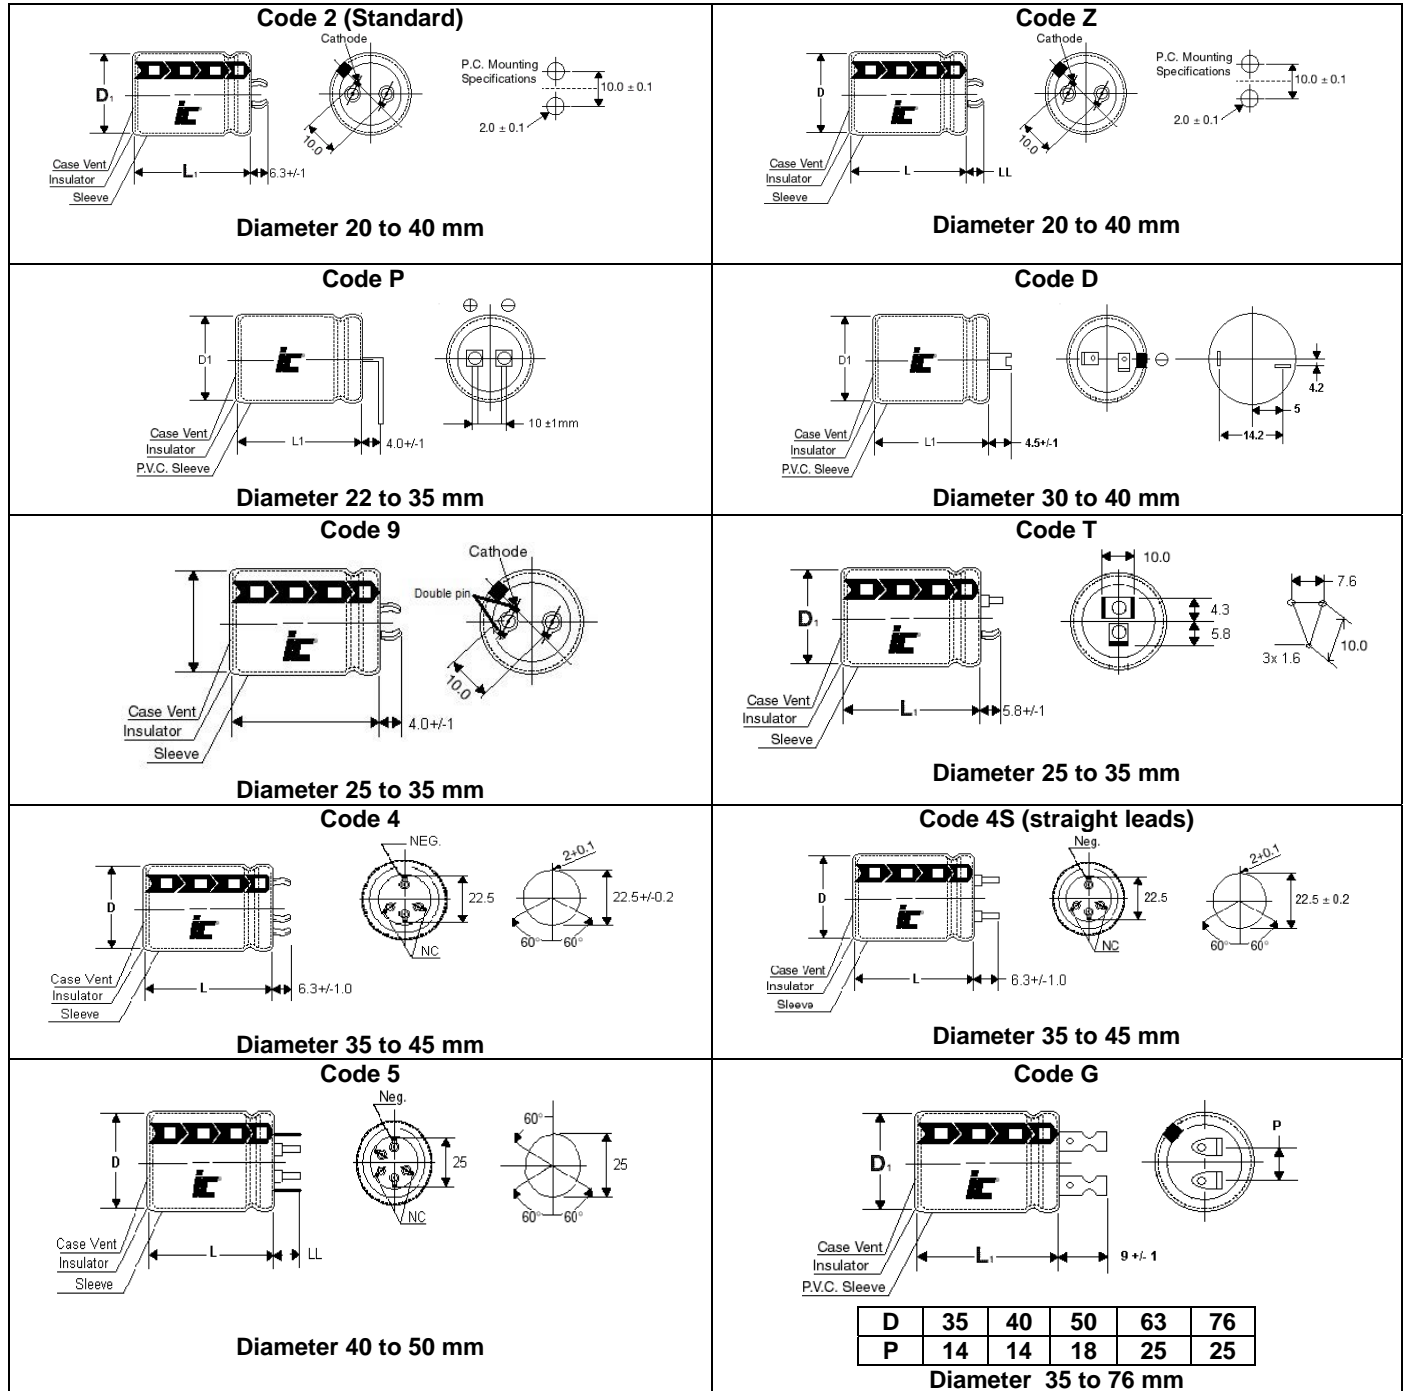 Code 2 (Standard)
Cathode
P.C. Mounting
Specifications
10.0 ± 0.1
2.0 ± 0.1
D₁
ic
10.0
Case Vent
Insulator
Sleeve
L₁
6.3+/-1
Diameter 20 to 40 mm
Code Z
Cathode
P.C. Mounting
Specifications
10.0 ± 0.1
2.0 ± 0.1
D
ic
10.0
Case Vent
Insulator
Sleeve
L
LL
Diameter 20 to 40 mm
Code P
D1
ic
10 ±1mm
Case Vent
Insulator
P.V.C. Sleeve
L1
4.0+/-1
Diameter 22 to 35 mm
Code D
D1
ic
4.2
5
14.2
Case Vent
Insulator
P.V.C. Sleeve
L1
4.5+/-1
Diameter 30 to 40 mm
Code 9
Cathode
Double pin
ic
10.0
Case Vent
Insulator
Sleeve
4.0+/-1
Diameter 25 to 35 mm
Code T
10.0
7.6
4.3
5.8
10.0
3x 1.6
D₁
ic
Case Vent
Insulator
Sleeve
L₁
5.8+/-1
Diameter 25 to 35 mm
Code 4
NEG.
2+0.1
D
ic
22.5
22.5+/-0.2
60° 60°
NC
Case Vent
Insulator
Sleeve
L
6.3+/-1.0
Diameter 35 to 45 mm
Code 4S (straight leads)
Neg.
2+0.1
D
ic
22.5
22.5 ± 0.2
60° 60°
NC
Case Vent
Insulator
Sleeve
L
6.3+/-1.0
Diameter 35 to 45 mm
Code 5
Neg.
60°
D
ic
25
25
60° 60°
NC
Case Vent
Insulator
Sleeve
L
LL
Diameter 40 to 50 mm
Code G
P
D₁
ic
Case Vent
Insulator
P.V.C. Sleeve
L₁
9 +/- 1
D 35 40 50 63 76
P 14 14 18 25 25
Diameter 35 to 76 mm